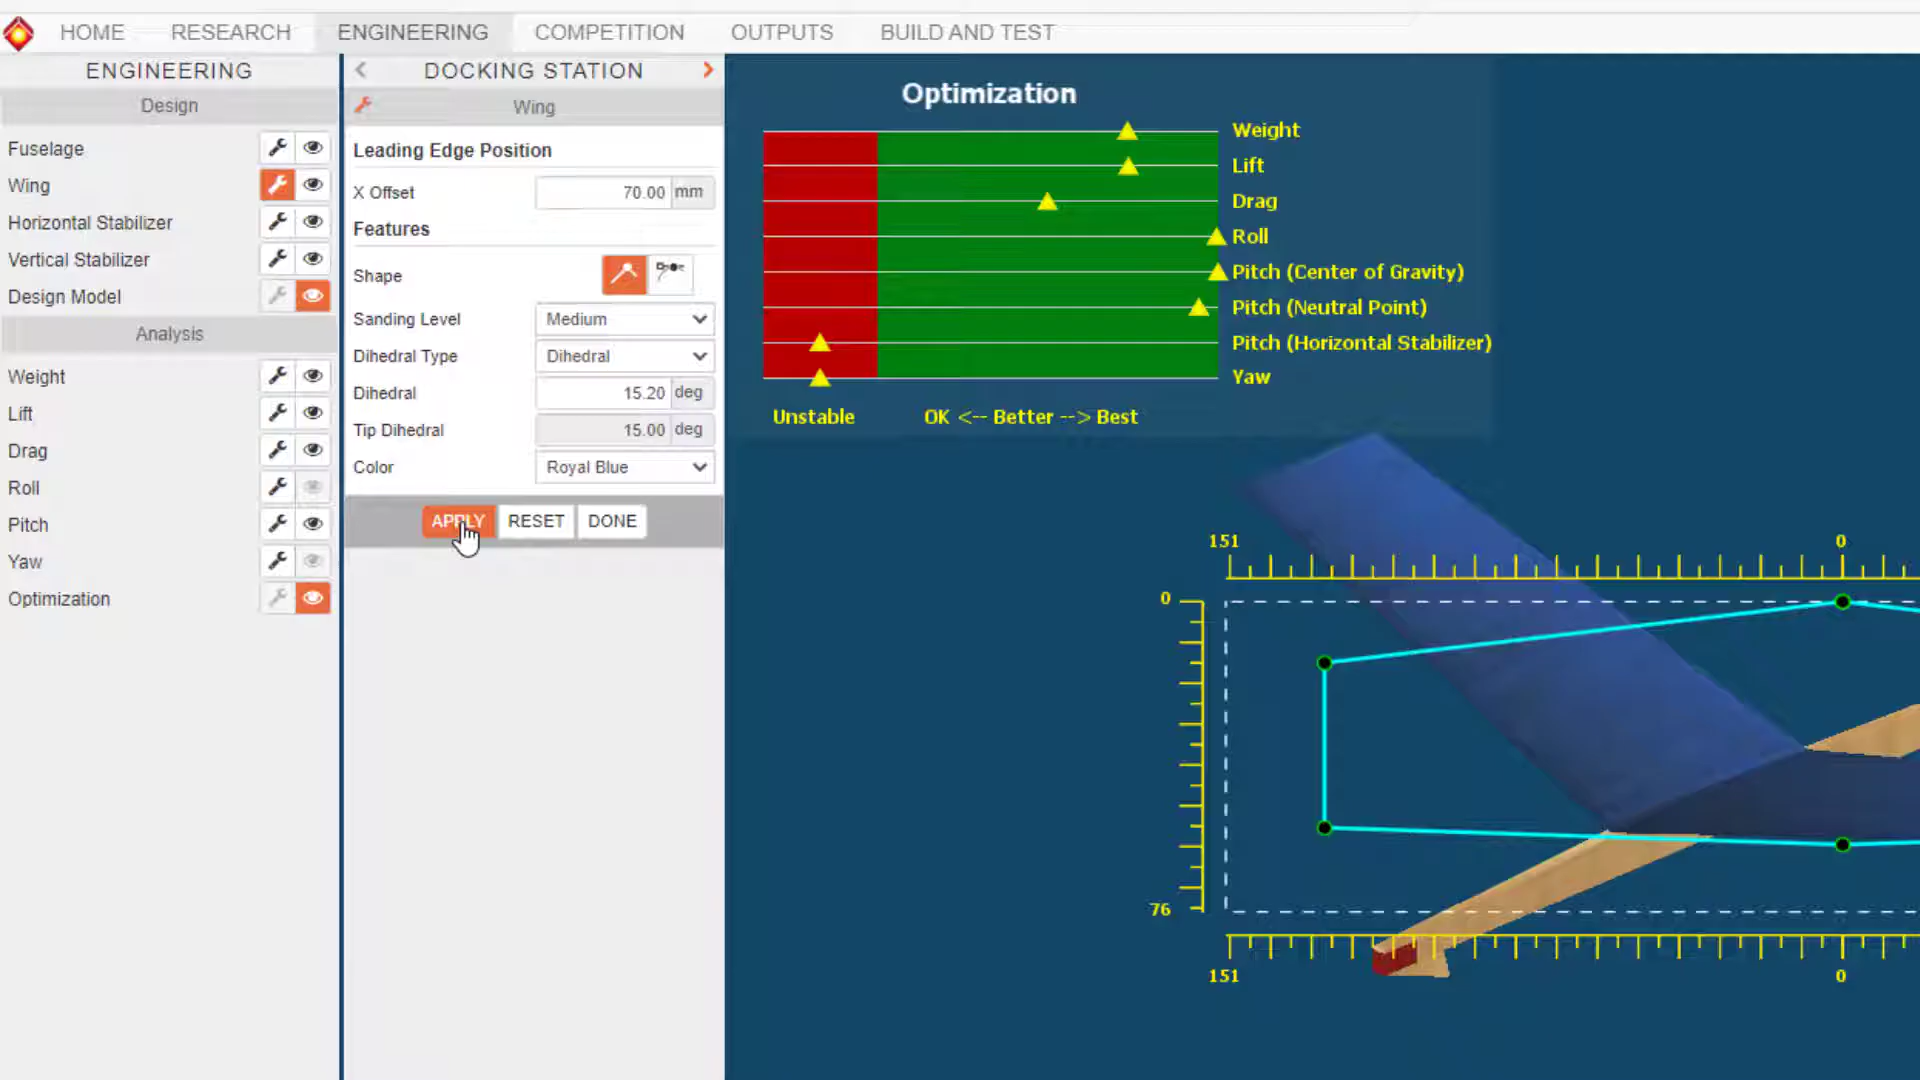 HOME RESEARCH ENGINEERING COMPETITION OUTPUTS BUILD AND TEST
ENGINEERING
Design
Fuselage
Wing
Horizontal Stabilizer
Vertical Stabilizer
Design Model
Analysis
Weight
Lift
Drag
Roll
Pitch
Yaw
Optimization
DOCKING STATION
Wing
Leading Edge Position
X Offset 70.00 mm
Features
Shape
Sanding Level Medium
Dihedral Type Dihedral
Dihedral 15.20 deg
Tip Dihedral 15.00 deg
Color Royal Blue
APPLY RESET DONE
Optimization
Weight
Lift
Drag
Roll
Pitch (Center of Gravity)
Pitch (Neutral Point)
Pitch (Horizontal Stabilizer)
Yaw
Unstable OK <-- Better --> Best
151 0
0
76
151 0